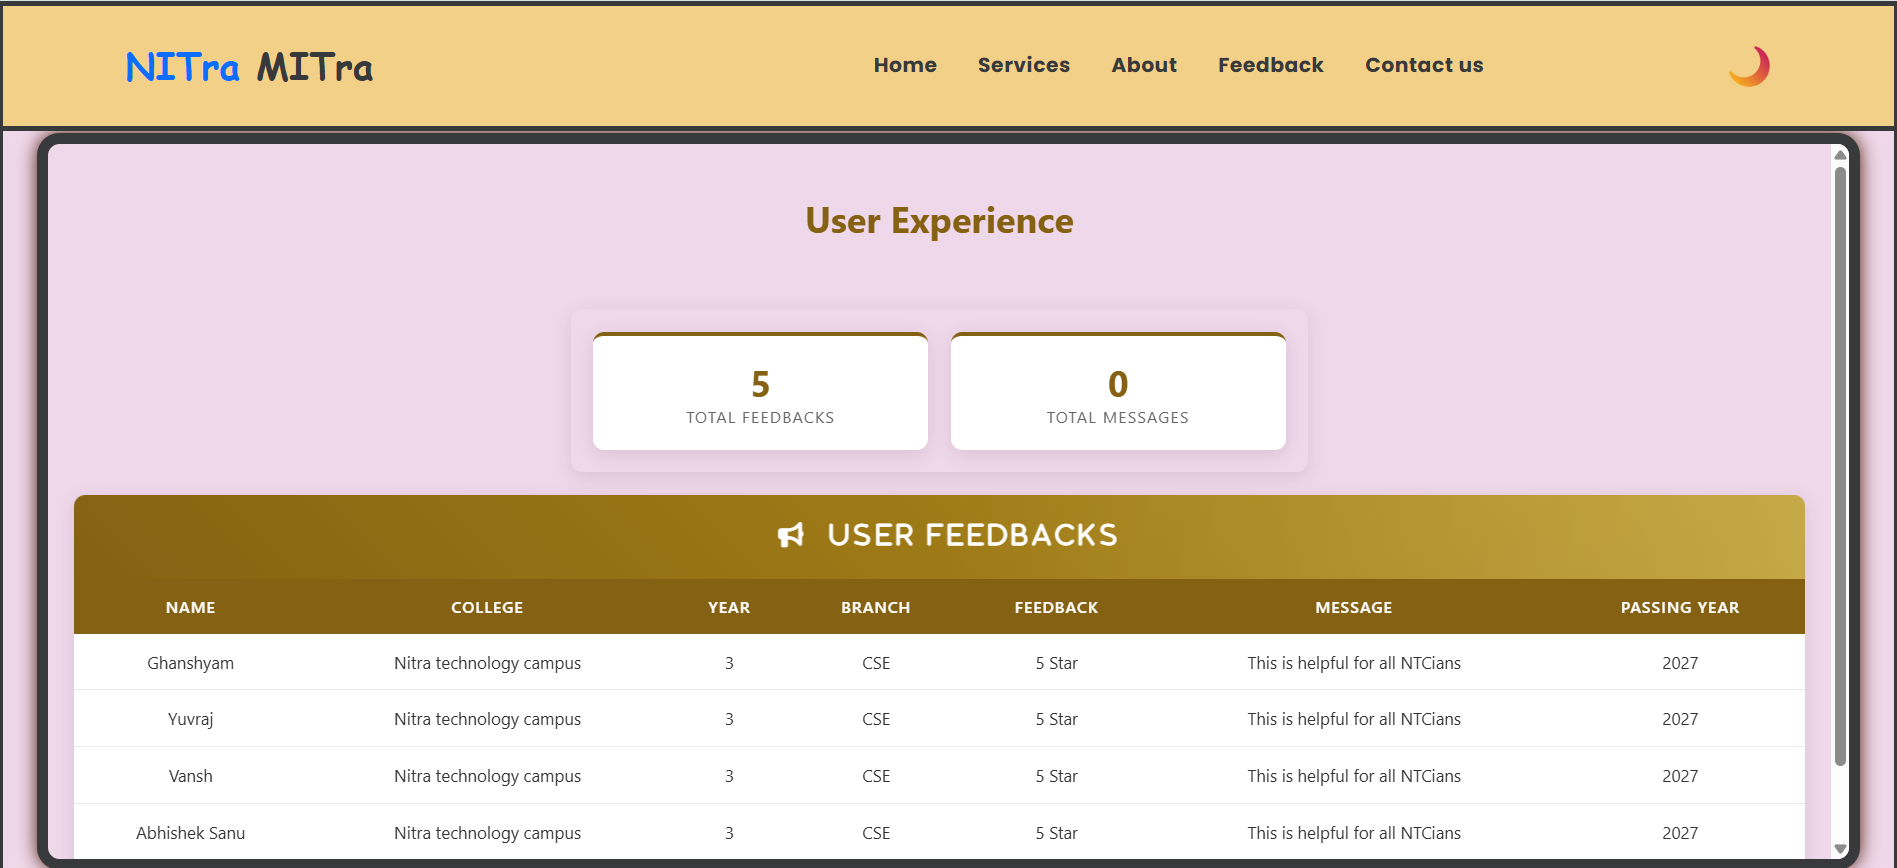 NITra MITra Home Services About Feedback Contact us
User Experience
5 0
TOTAL FEEDBACKS TOTAL MESSAGES
USER FEEDBACKS
NAME COLLEGE YEAR BRANCH FEEDBACK MESSAGE PASSING YEAR
Ghanshyam Nitra technology campus 3 CSE 5 Star This is helpful for all NTCians 2027
Yuvraj Nitra technology campus 3 CSE 5 Star This is helpful for all NTCians 2027
Vansh Nitra technology campus 3 CSE 5 Star This is helpful for all NTCians 2027
Abhishek Sanu Nitra technology campus 3 CSE 5 Star This is helpful for all NTCians 2027